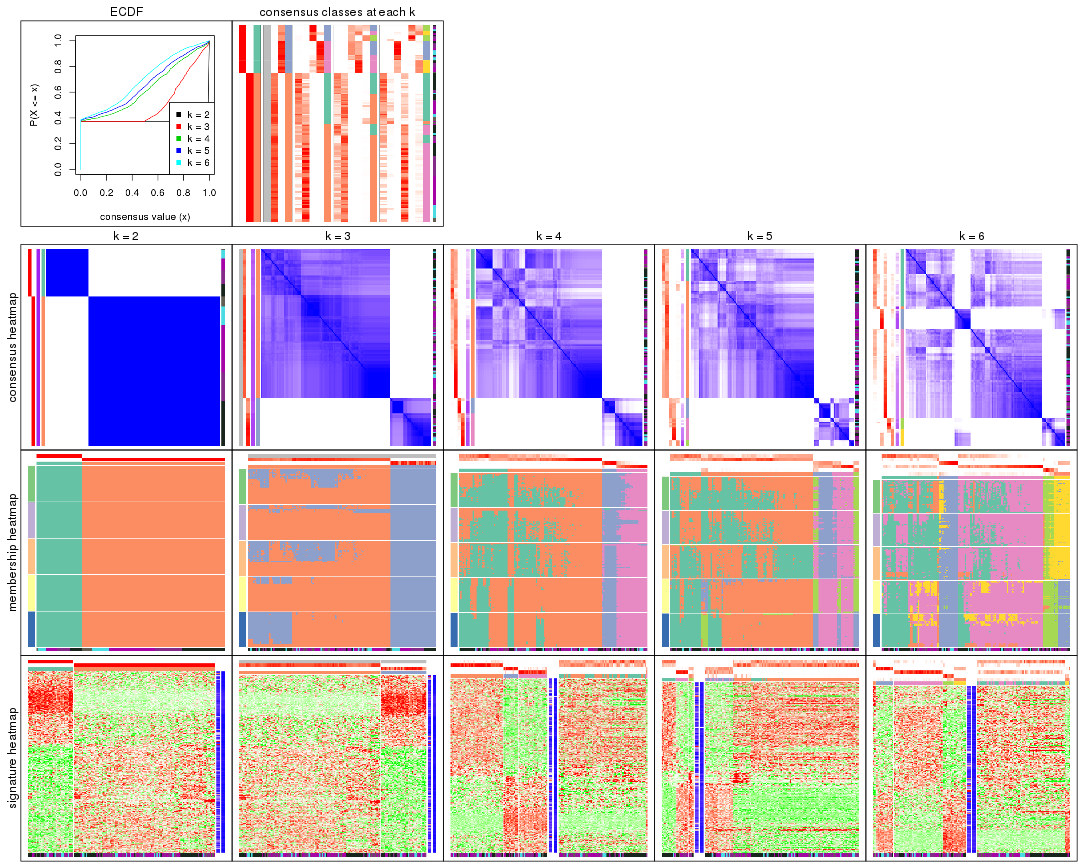 ECDF
consensus classes at each k
P(X <= x)
1.0
0.8
0.6
0.4
0.2
0.0
k = 2
k = 3
k = 4
k = 5
k = 6
0.0 0.2 0.4 0.6 0.8 1.0
consensus value (x)
k = 2
k = 3
k = 4
k = 5
k = 6
consensus heatmap
membership heatmap
signature heatmap